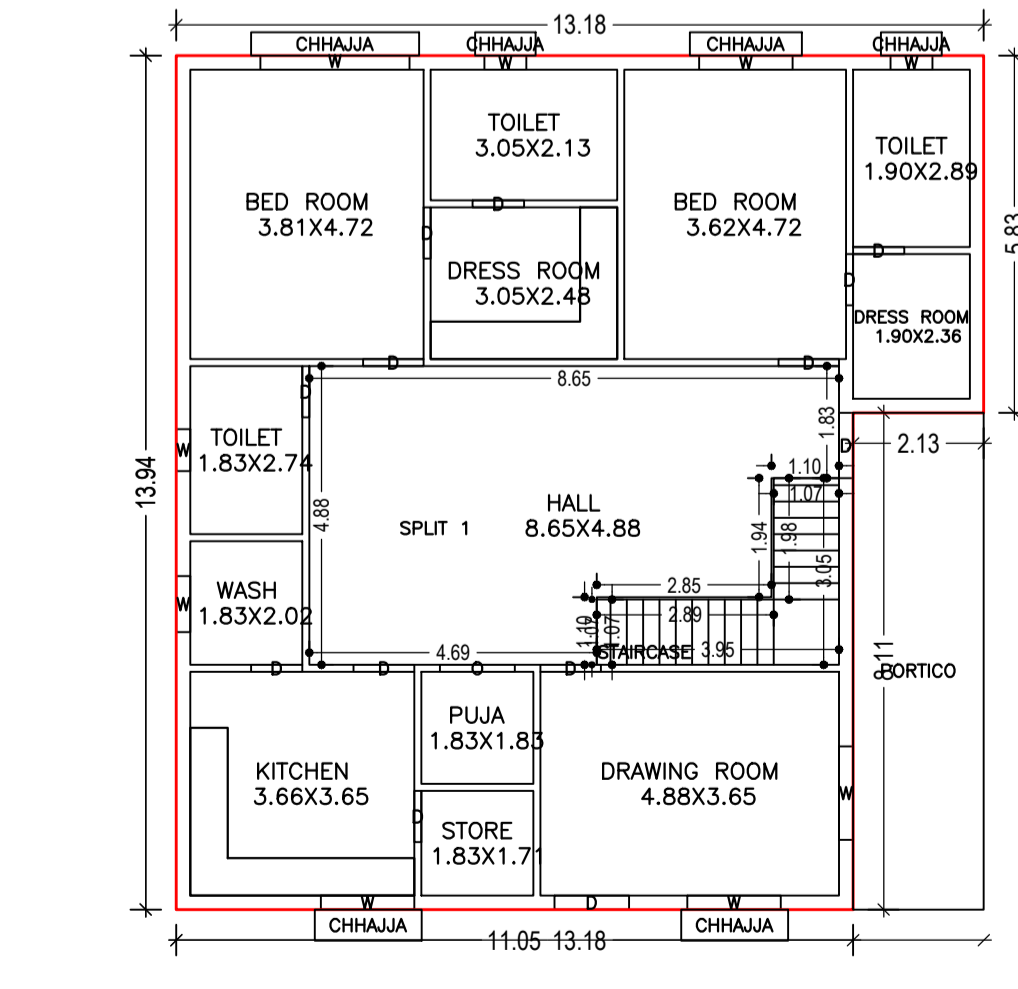 13.18
CHHAJJA
CHHAJJA
CHHAJJA
CHHAJJA
W
W
W
W
TOILET
3.05X2.13
TOILET
1.90X2.89
BED ROOM
3.81X4.72
BED ROOM
3.62X4.72
D
D
D
5.83
DRESS ROOM
3.05X2.48
D
DRESS ROOM
1.90X2.36
D
D
8.65
D
1.83
TOILET
1.83X2.74
W
D
2.13
13.94
4.88
1.10
1.07
HALL
8.65X4.88
SPLIT 1
1.94
1.98
3.05
WASH
1.83X2.02
W
2.85
2.89
1.10
1.07
1.07
4.69
STAIRCASE
3.95
D
D
O
D
8.11
PORTICO
PUJA
1.83X1.83
KITCHEN
3.66X3.65
DRAWING ROOM
4.88X3.65
W
D
STORE
1.83X1.71
W
D
W
CHHAJJA
CHHAJJA
11.05
13.18